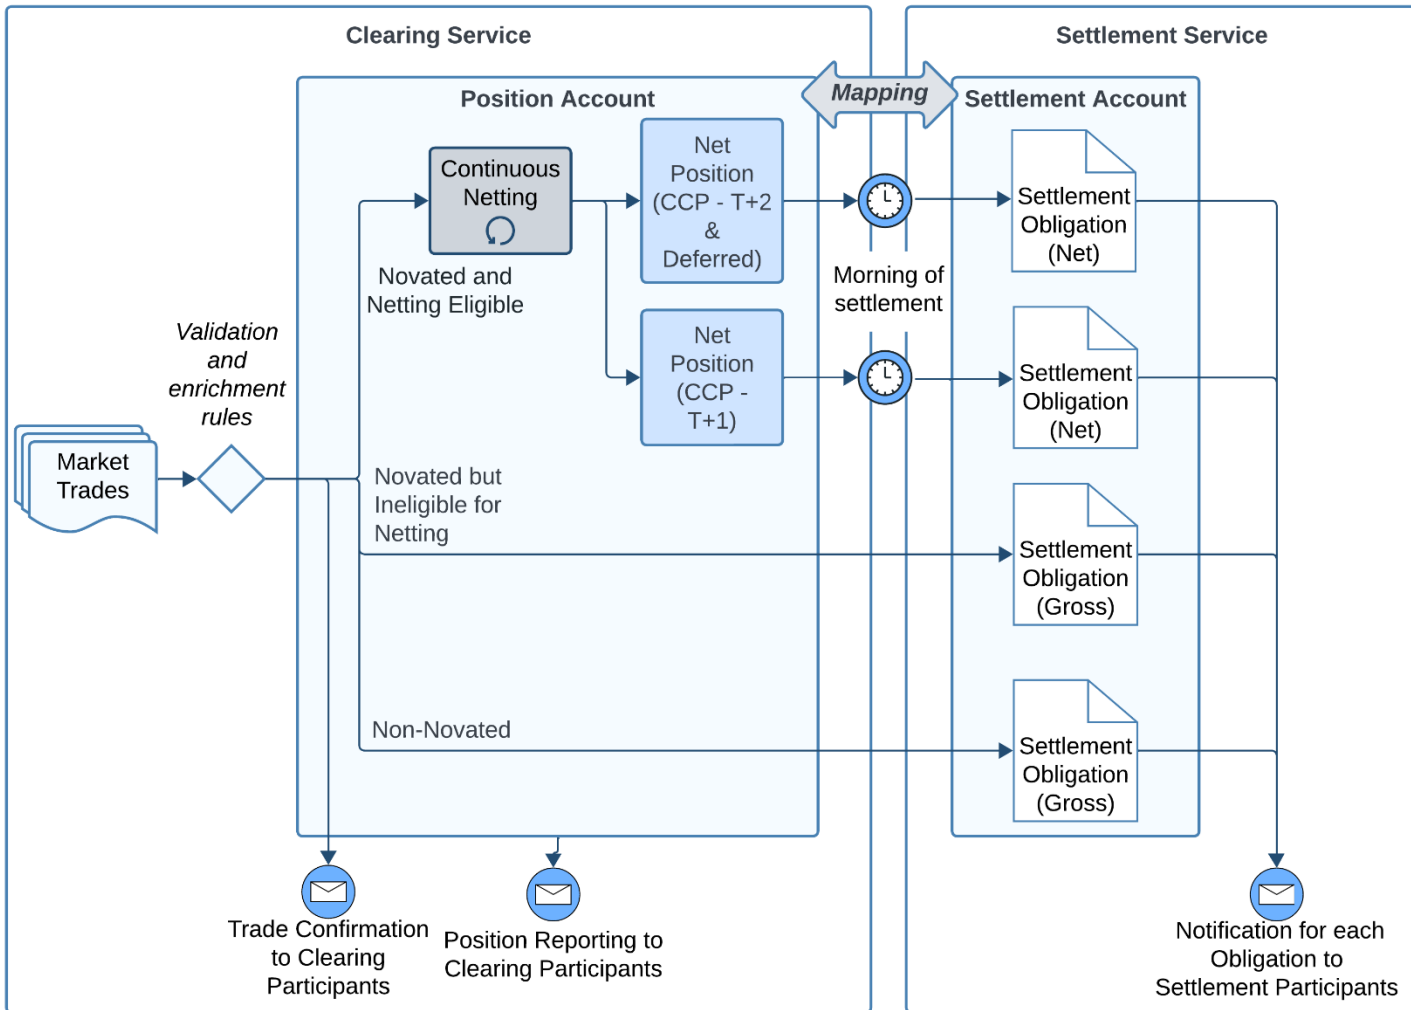 Clearing Service
Settlement Service
Position Account
Mapping
Settlement Account
Continuous
Netting
Net
Position
(CCP - T+2
&
Deferred)
Settlement
Obligation
(Net)
Novated and
Netting Eligible
Morning of
settlement
Validation
and
enrichment
rules
Net
Position
(CCP -
T+1)
Settlement
Obligation
(Net)
Market
Trades
Novated but
Ineligible for
Netting
Settlement
Obligation
(Gross)
Non-Novated
Settlement
Obligation
(Gross)
Trade Confirmation
to Clearing
Participants
Position Reporting to
Clearing Participants
Notification for each
Obligation to
Settlement Participants